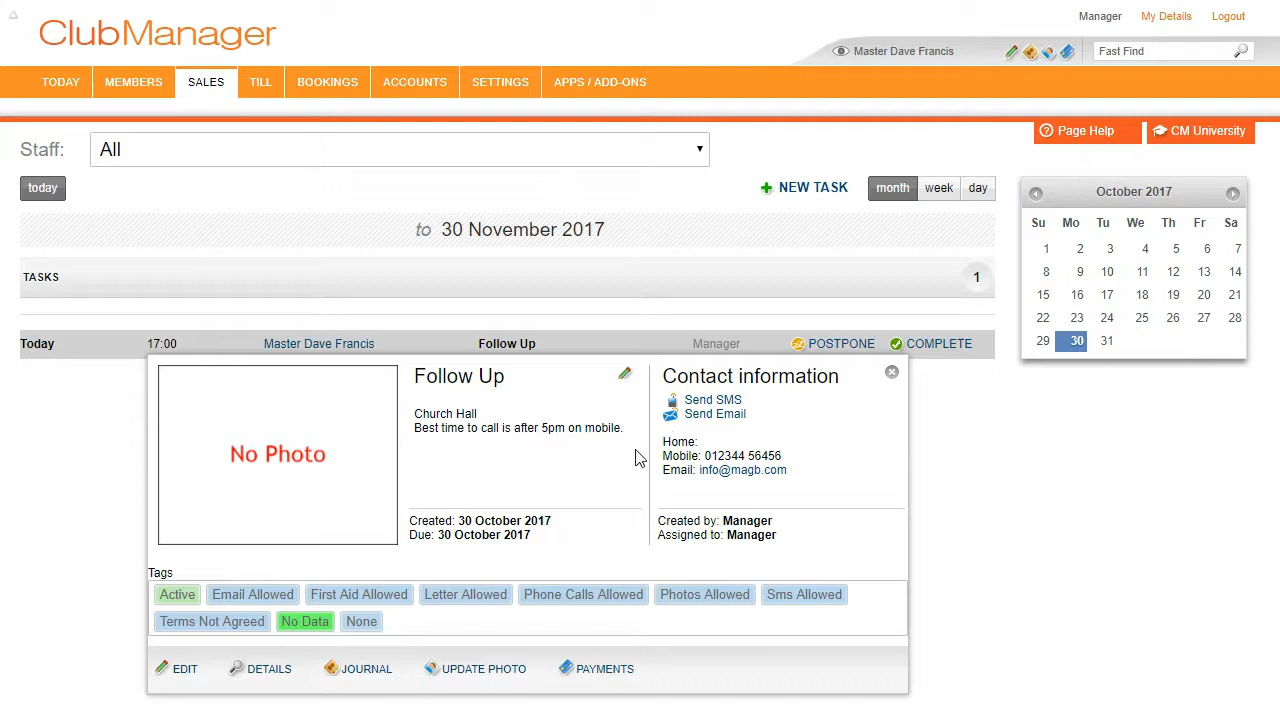 ClubManager
Manager My Details Logout
Master Dave Francis Fast Find
TODAY MEMBERS SALES TILL BOOKINGS ACCOUNTS SETTINGS APPS / ADD-ONS
Page Help CM University
Staff: All
today NEW TASK month week day
October 2017
to 30 November 2017
Su Mo Tu We Th Fr Sa
1 2 3 4 5 6 7
8 9 10 11 12 13 14
15 16 17 18 19 20 21
22 23 24 25 26 27 28
29 30 31
TASKS 1
Today 17:00 Master Dave Francis Follow Up Manager POSTPONE COMPLETE
No Photo
Follow Up
Church Hall
Best time to call is after 5pm on mobile.
Created: 30 October 2017
Due: 30 October 2017
Contact information
Send SMS
Send Email
Home:
Mobile: 012344 56456
Email: info@magb.com
Created by: Manager
Assigned to: Manager
Tags
Active Email Allowed First Aid Allowed Letter Allowed Phone Calls Allowed Photos Allowed Sms Allowed
Terms Not Agreed No Data None
EDIT DETAILS JOURNAL UPDATE PHOTO PAYMENTS